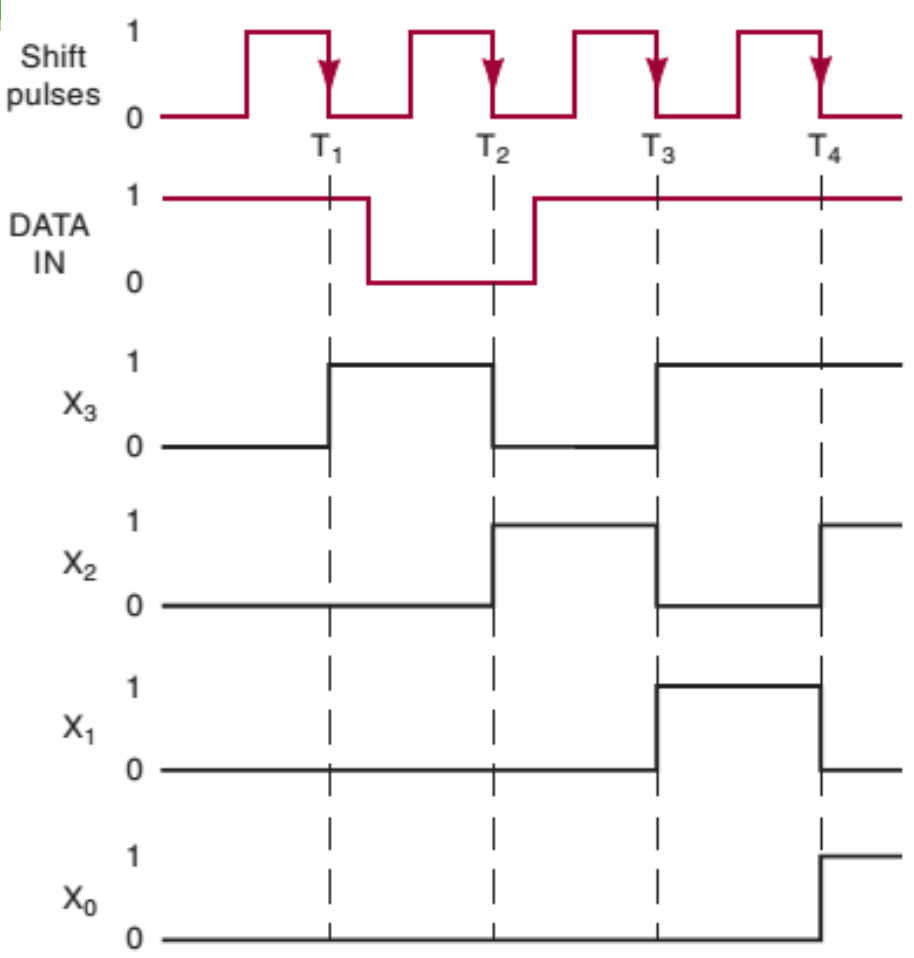 1
Shift
pulses
0
T₁ T₂ T₃ T₄
1
DATA
IN
0
1
X₃
0
1
X₂
0
1
X₁
0
1
X₀
0